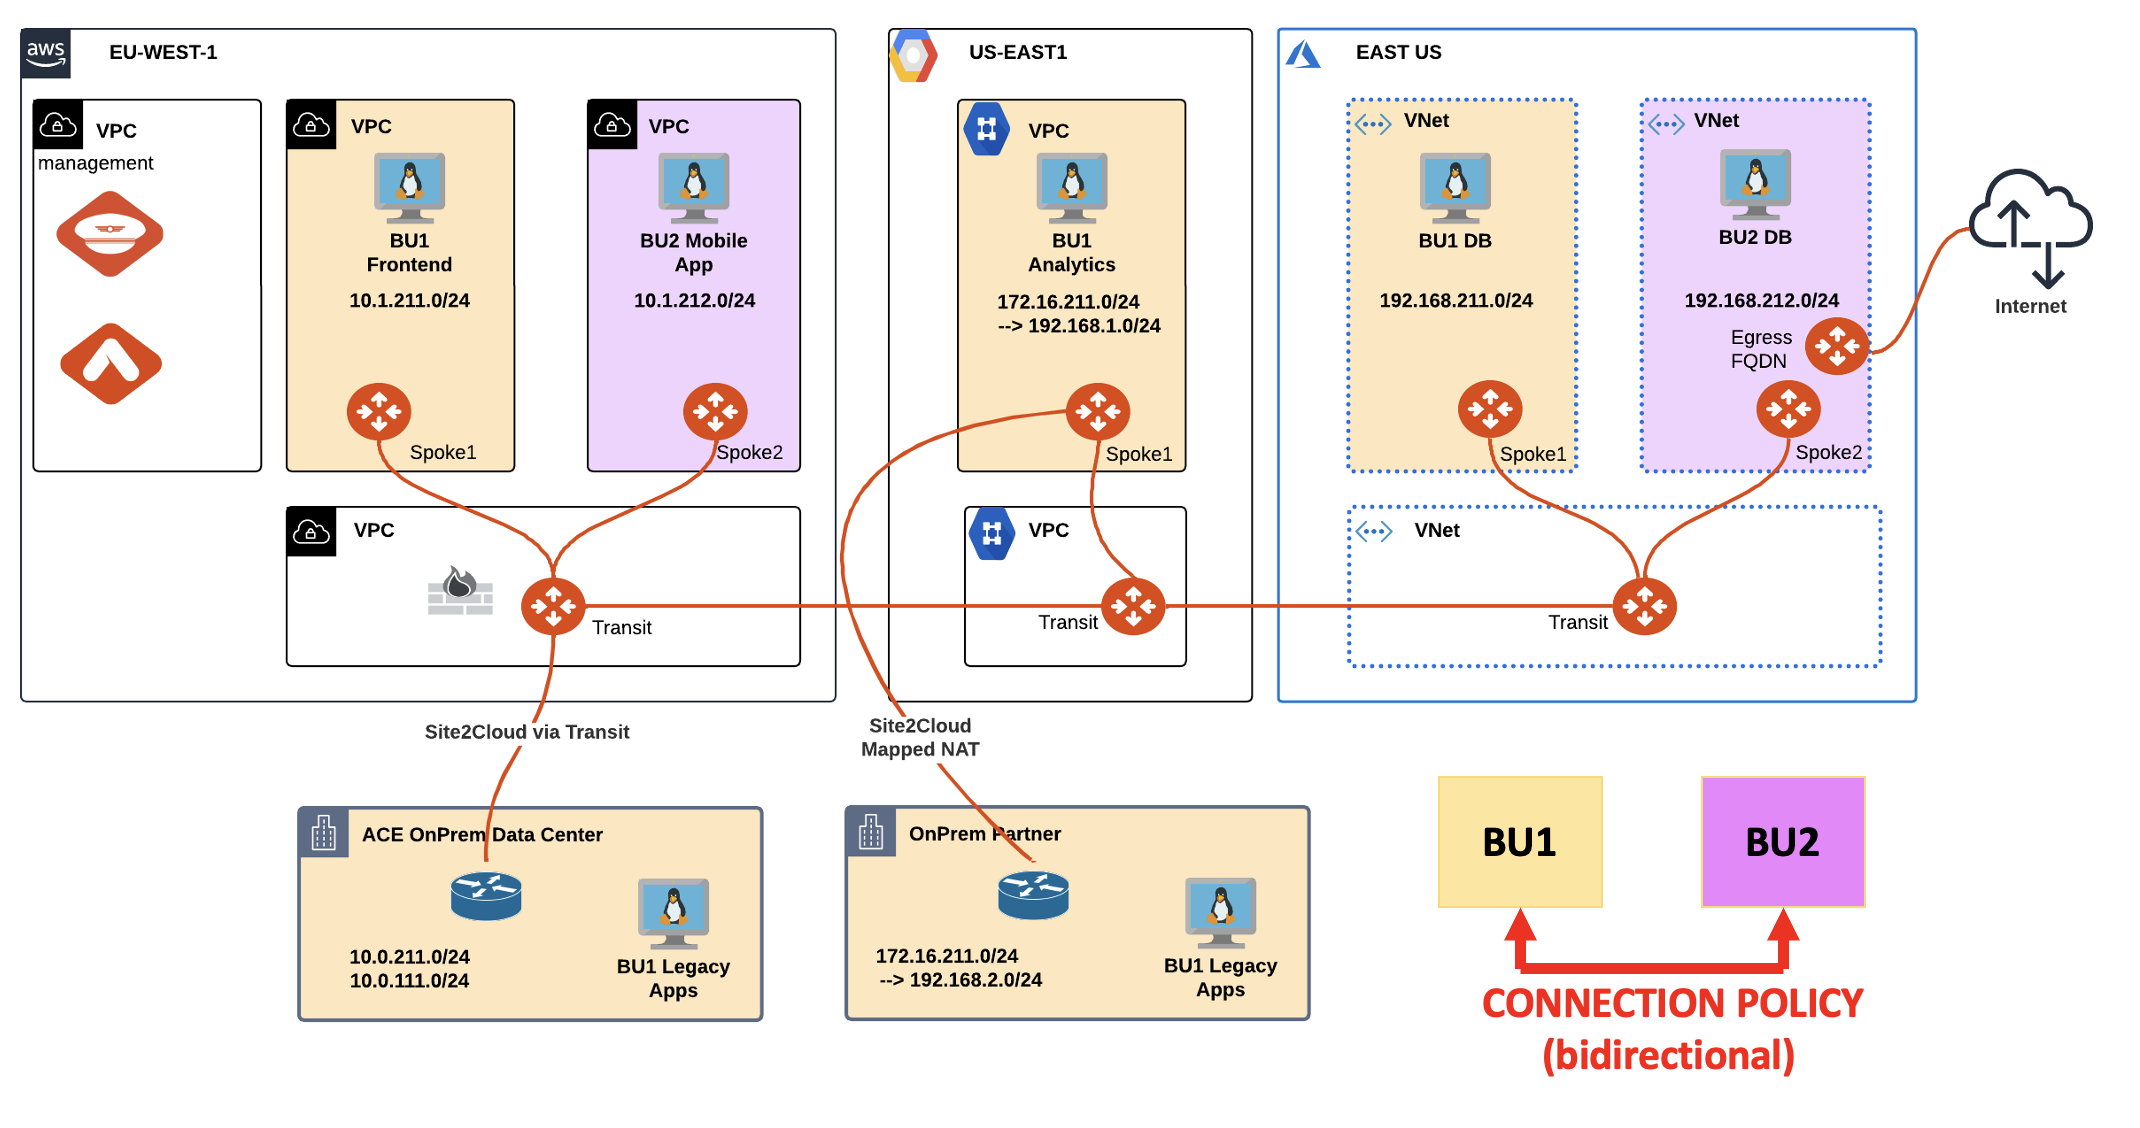 aws
EU-WEST-1
VPC
management
VPC
BU1
Frontend
10.1.211.0/24
Spoke1
VPC
BU2 Mobile
App
10.1.212.0/24
Spoke2
VPC
Transit
US-EAST1
VPC
BU1
Analytics
172.16.211.0/24
--> 192.168.1.0/24
Spoke1
VPC
Transit
EAST US
VNet
BU1 DB
192.168.211.0/24
Spoke1
VNet
BU2 DB
192.168.212.0/24
Egress
FQDN
Spoke2
VNet
Transit
Internet
Site2Cloud via Transit
Site2Cloud
Mapped NAT
ACE OnPrem Data Center
10.0.211.0/24
10.0.111.0/24
BU1 Legacy
Apps
OnPrem Partner
172.16.211.0/24
--> 192.168.2.0/24
BU1 Legacy
Apps
BU1
BU2
CONNECTION POLICY
(bidirectional)